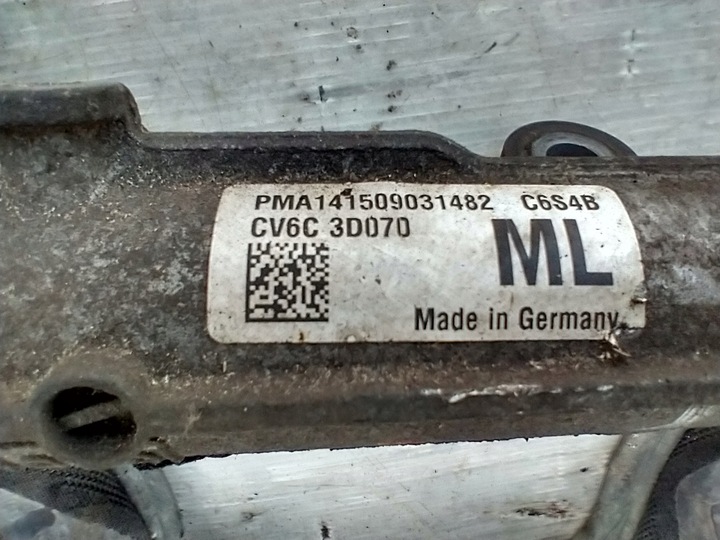 PMA141509031482 C6S4B
CV6C 3D070
ML
Made in Germany